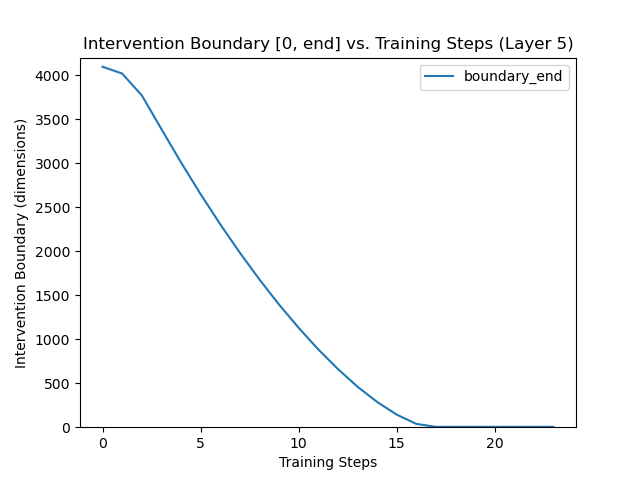 Intervention Boundary [0, end] vs. Training Steps (Layer 5)
boundary_end
Intervention Boundary (dimensions)
4000
3500
3000
2500
2000
1500
1000
500
0
0 5 10 15 20
Training Steps